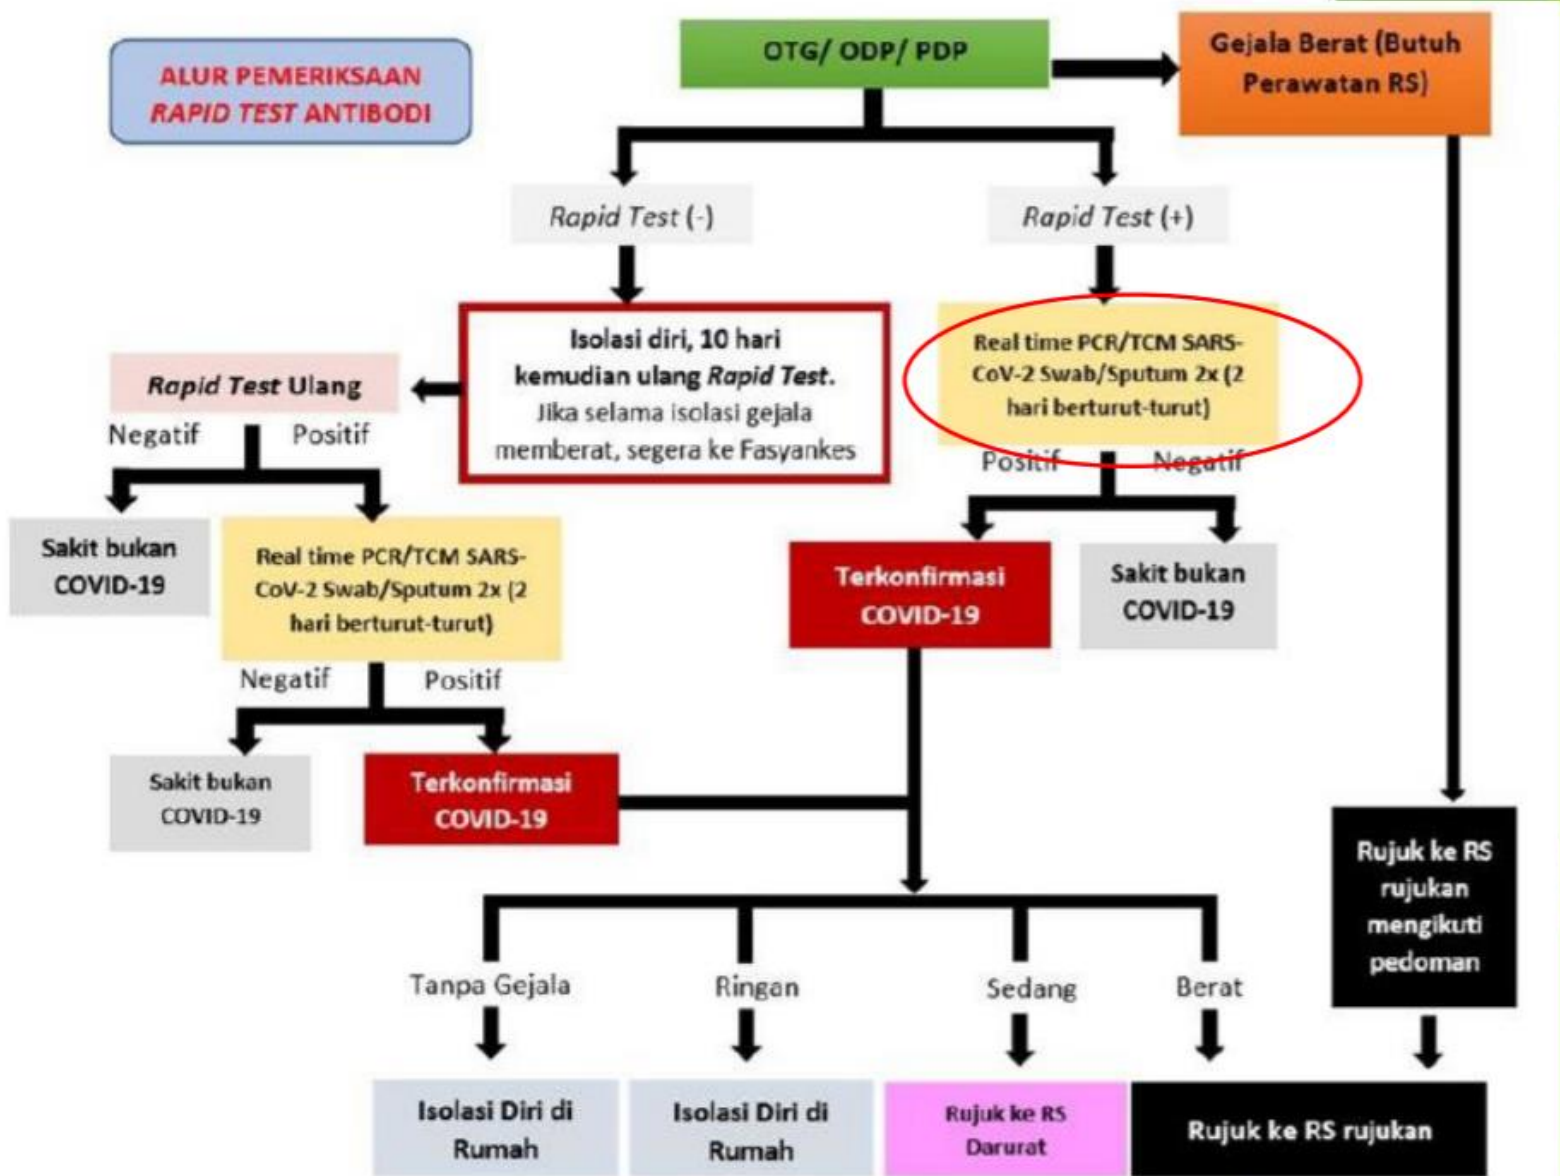 ALUR PEMERIKSAAN
RAPID TEST ANTIBODI
OTG/ ODP/ PDP
Gejala Berat (Butuh
Perawatan RS)
Rapid Test (-)
Rapid Test (+)
Isolasi diri, 10 hari
kemudian ulang Rapid Test.
Jika selama isolasi gejala
memberat, segera ke Fasyankes
Real time PCR/TCM SARS-
CoV-2 Swab/Sputum 2x (2
hari berturut-turut)
Rapid Test Ulang
Negatif
Positif
Positif
Negatif
Sakit bukan
COVID-19
Real time PCR/TCM SARS-
CoV-2 Swab/Sputum 2x (2
hari berturut-turut)
Terkonfirmasi
COVID-19
Sakit bukan
COVID-19
Negatif
Positif
Sakit bukan
COVID-19
Terkonfirmasi
COVID-19
Rujuk ke RS
rujukan
mengikuti
pedoman
Tanpa Gejala
Ringan
Sedang
Berat
Isolasi Diri di
Rumah
Isolasi Diri di
Rumah
Rujuk ke RS
Darurat
Rujuk ke RS rujukan